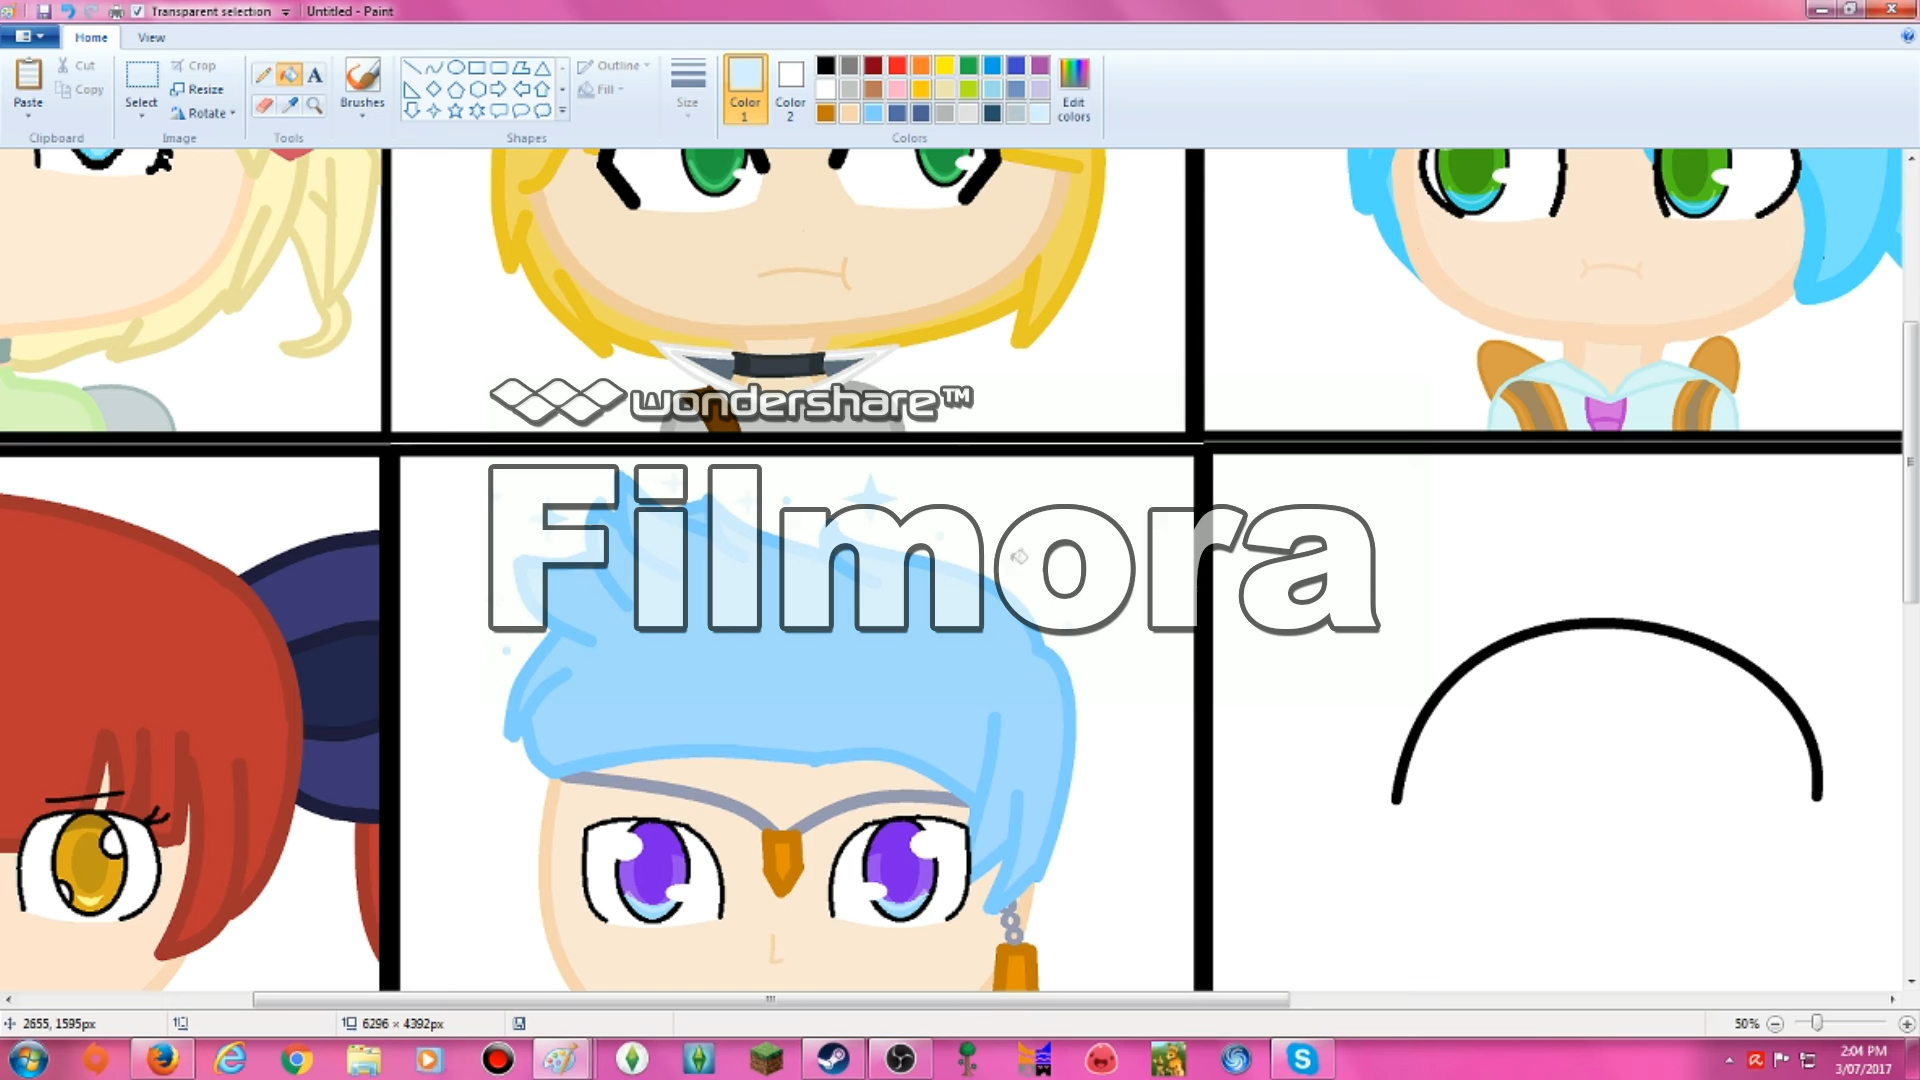 Transparent selection
Untitled - Paint
Home
View
Paste
Cut
Copy
Clipboard
Select
Crop
Resize
Rotate
Image
A
Tools
Brushes
Outline
Fill
Shapes
Size
Color 1
Color 2
Edit colors
Colors
wondershare™
Filmora
2655, 1595px
6296 × 4392px
50%
2:04 PM
3/07/2017